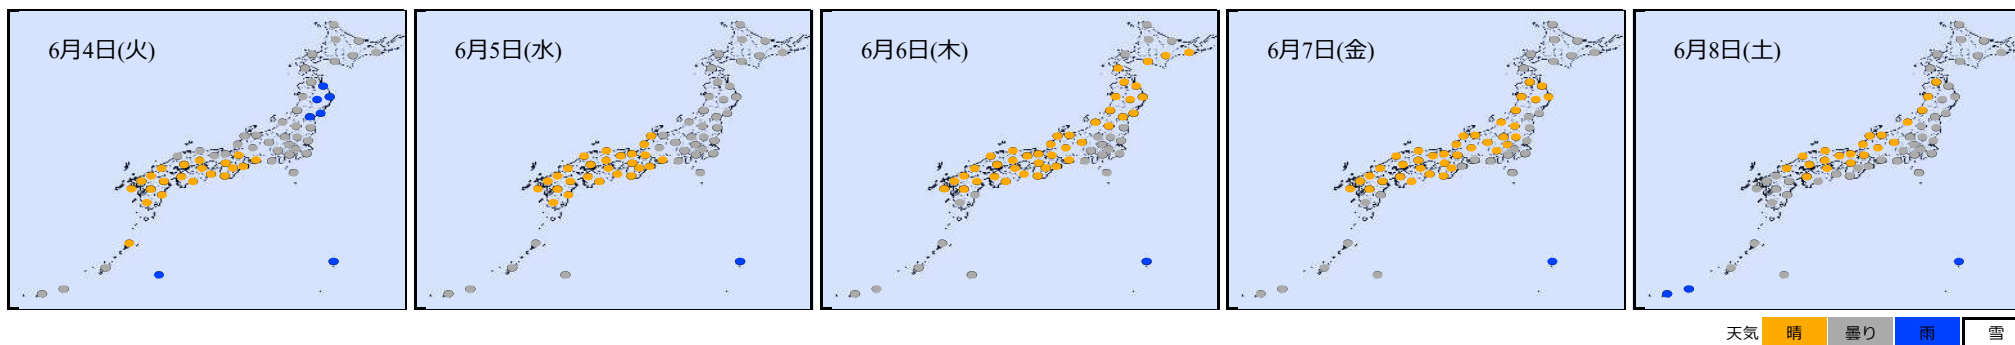 6月4日(火)
6月5日(水)
6月6日(木)
6月7日(金)
6月8日(土)
天気 晴 曇り 雨 雪